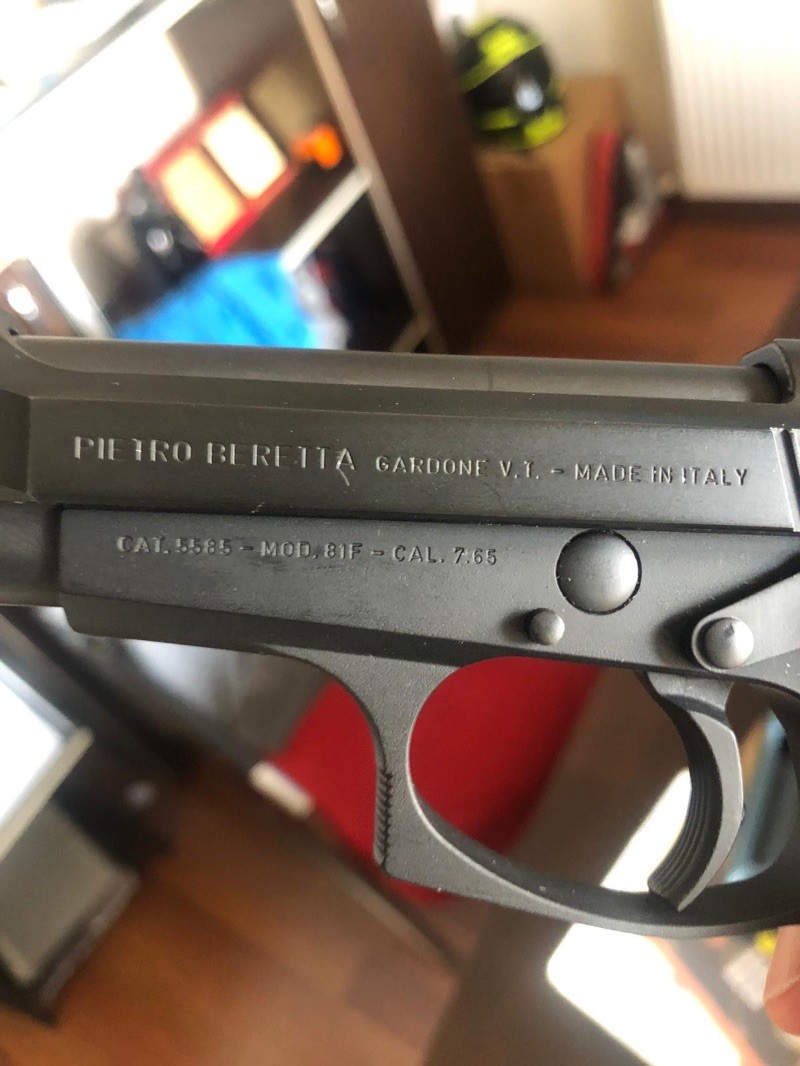 PIETRO BERETTA GARDONE V.T. - MADE IN ITALY
CAT. 5585 - MOD. 81F - CAL. 7.65